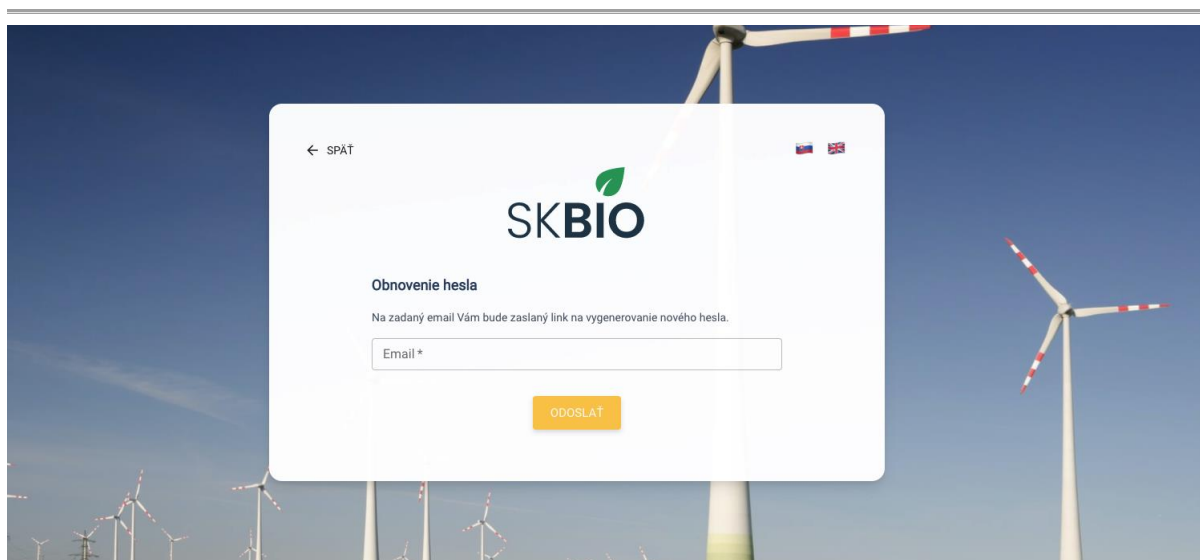 ← SPÄŤ
SKBIO
Obnovenie hesla
Na zadaný email Vám bude zaslaný link na vygenerovanie nového hesla.
Email *
ODOSLAŤ